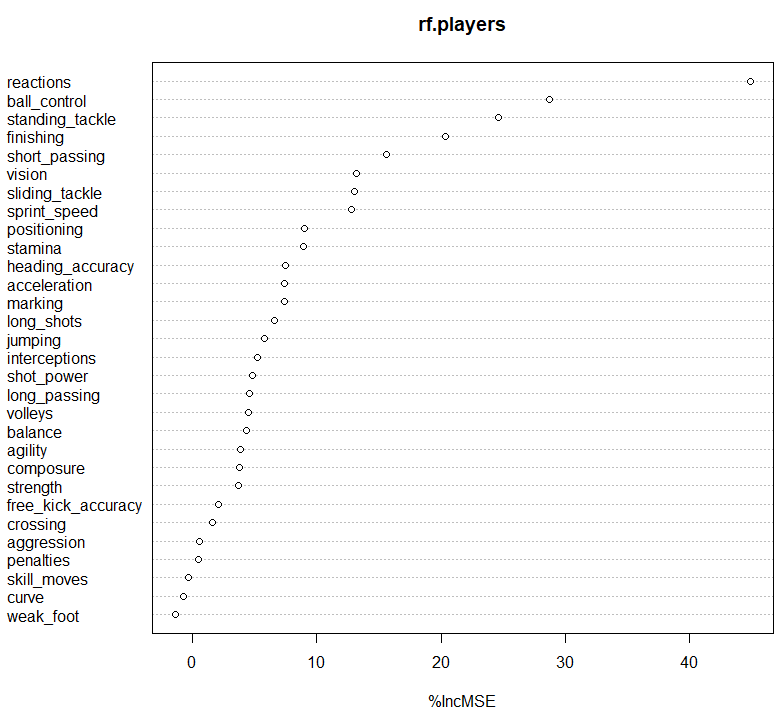 rf.players
reactions
ball_control
standing_tackle
finishing
short_passing
vision
sliding_tackle
sprint_speed
positioning
stamina
heading_accuracy
acceleration
marking
long_shots
jumping
interceptions
shot_power
long_passing
volleys
balance
agility
composure
strength
free_kick_accuracy
crossing
aggression
penalties
skill_moves
curve
weak_foot
0 10 20 30 40
%IncMSE